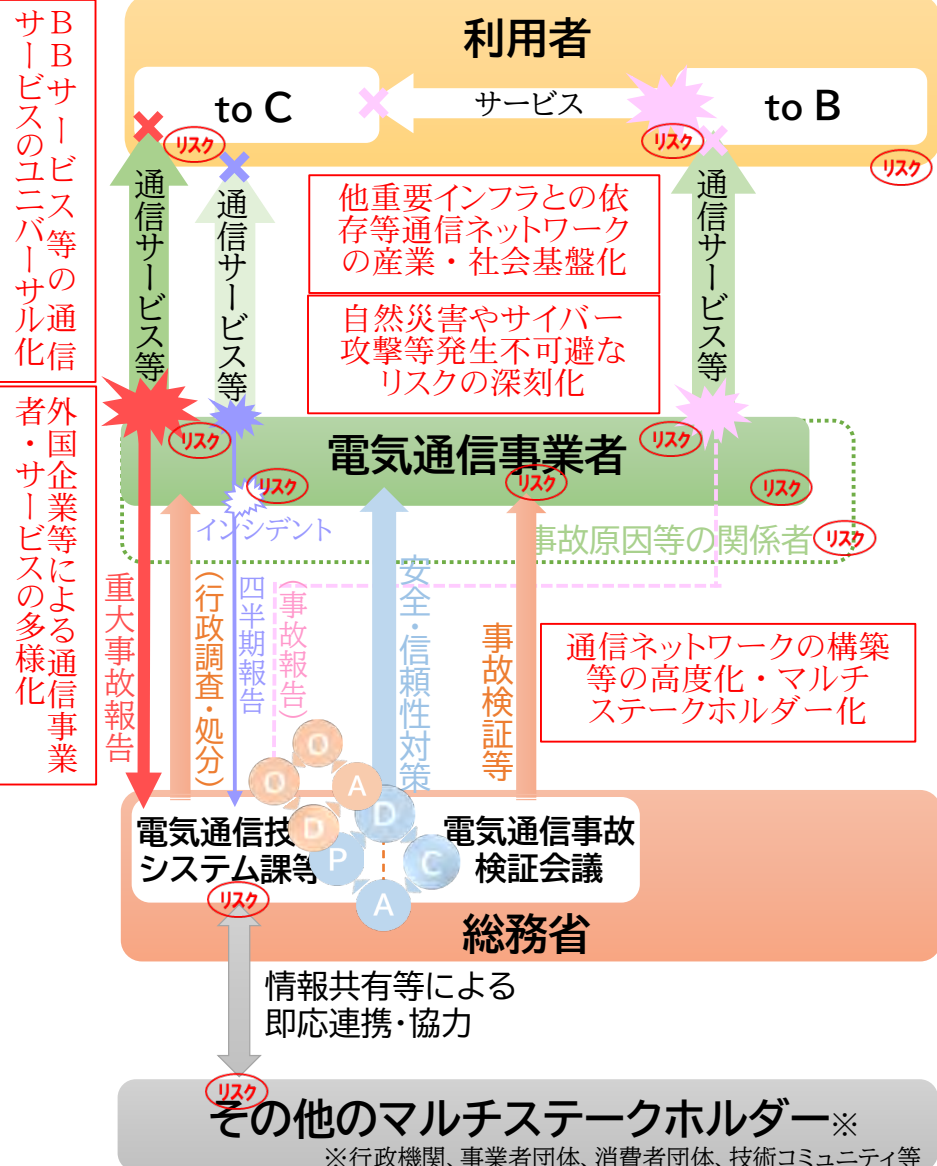 利用者
to C
サービス
to B
リスク
リスク
リスク
BBサービス等の通信
サービスのユニバーサル化
通信サービス等
通信サービス等
通信サービス等
他重要インフラとの依
存等通信ネットワーク
の産業・社会基盤化
自然災害やサイバー
攻撃等発生不可避な
リスクの深刻化
外国企業等による通信事業
者・サービスの多様化
電気通信事業者
リスク
リスク
リスク
リスク
リスク
インシデント
事故原因等の関係者
リスク
重大事故報告
(行政調査・処分)
四半期報告
(事故報告)
安全・信頼性対策
事故検証等
通信ネットワークの構築
等の高度化・マルチ
ステークホルダー化
O
O
D
A
P
D
C
A
電気通信技
システム課等
電気通信事故
検証会議
リスク
総務省
情報共有等による
即応連携・協力
リスク
その他のマルチステークホルダー※
※行政機関、事業者団体、消費者団体、技術コミュニティ等